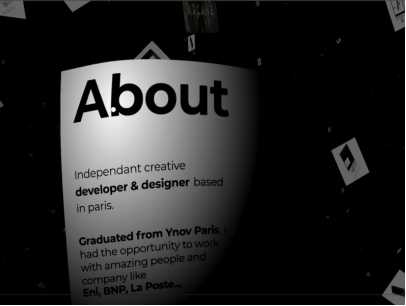 About
Independant creative
developer & designer based
in paris.
Graduated from Ynov Paris, I
had the opportunity to work
with amazing people and
company like
Eni, BNP, La Poste...